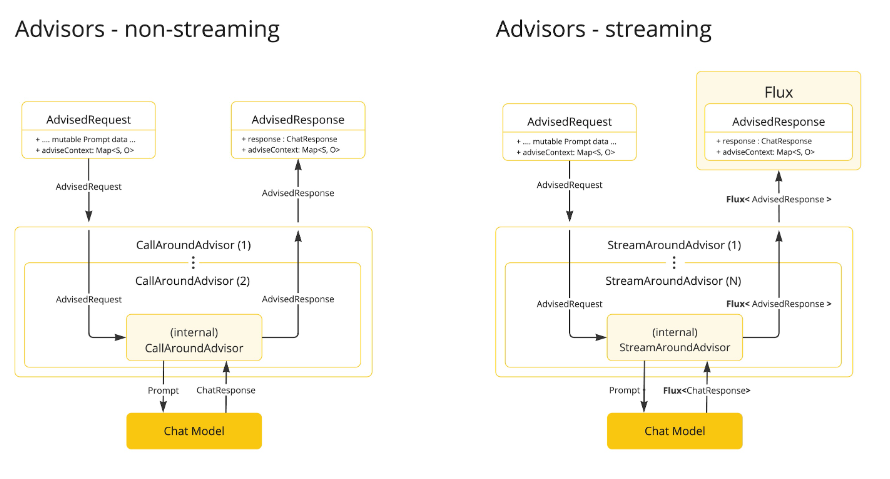 Advisors - non-streaming
AdvisedRequest
+ .... mutable Prompt data ...
+ adviseContext: Map<S, O>
AdvisedResponse
+ response : ChatResponse
+ adviseContext: Map<S, O>
AdvisedRequest
AdvisedResponse
CallAroundAdvisor (1)
CallAroundAdvisor (2)
AdvisedRequest
AdvisedResponse
(internal)
CallAroundAdvisor
Prompt
ChatResponse
Chat Model
Advisors - streaming
Flux
AdvisedRequest
+ .... mutable Prompt data ...
+ adviseContext: Map<S, O>
AdvisedResponse
+ response : ChatResponse
+ adviseContext: Map<S, O>
AdvisedRequest
Flux< AdvisedResponse >
StreamAroundAdvisor (1)
StreamAroundAdvisor (N)
AdvisedRequest
Flux< AdvisedResponse >
(internal)
StreamAroundAdvisor
Prompt
Flux<ChatResponse>
Chat Model